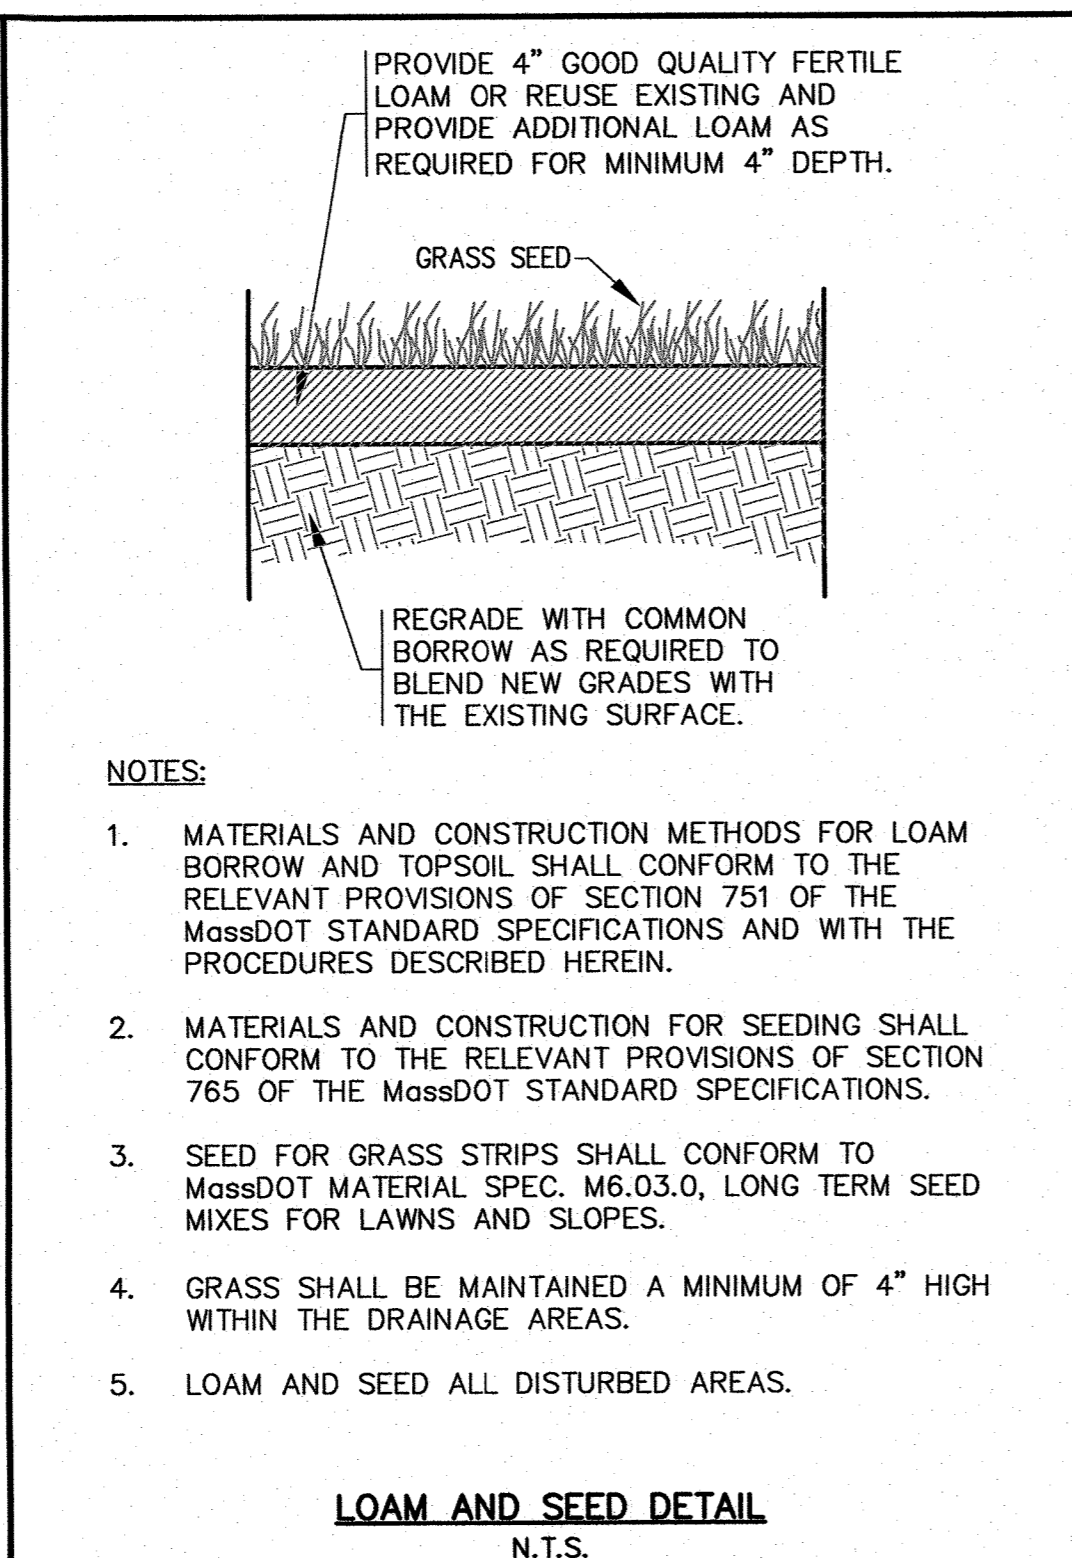 PROVIDE 4" GOOD QUALITY FERTILE
LOAM OR REUSE EXISTING AND
PROVIDE ADDITIONAL LOAM AS
REQUIRED FOR MINIMUM 4" DEPTH.
GRASS SEED
REGRADE WITH COMMON
BORROW AS REQUIRED TO
BLEND NEW GRADES WITH
THE EXISTING SURFACE.
NOTES:
1. MATERIALS AND CONSTRUCTION METHODS FOR LOAM
BORROW AND TOPSOIL SHALL CONFORM TO THE
RELEVANT PROVISIONS OF SECTION 751 OF THE
MassDOT STANDARD SPECIFICATIONS AND WITH THE
PROCEDURES DESCRIBED HEREIN.
2. MATERIALS AND CONSTRUCTION FOR SEEDING SHALL
CONFORM TO THE RELEVANT PROVISIONS OF SECTION
765 OF THE MassDOT STANDARD SPECIFICATIONS.
3. SEED FOR GRASS STRIPS SHALL CONFORM TO
MassDOT MATERIAL SPEC. M6.03.0, LONG TERM SEED
MIXES FOR LAWNS AND SLOPES.
4. GRASS SHALL BE MAINTAINED A MINIMUM OF 4" HIGH
WITHIN THE DRAINAGE AREAS.
5. LOAM AND SEED ALL DISTURBED AREAS.
LOAM AND SEED DETAIL
N.T.S.